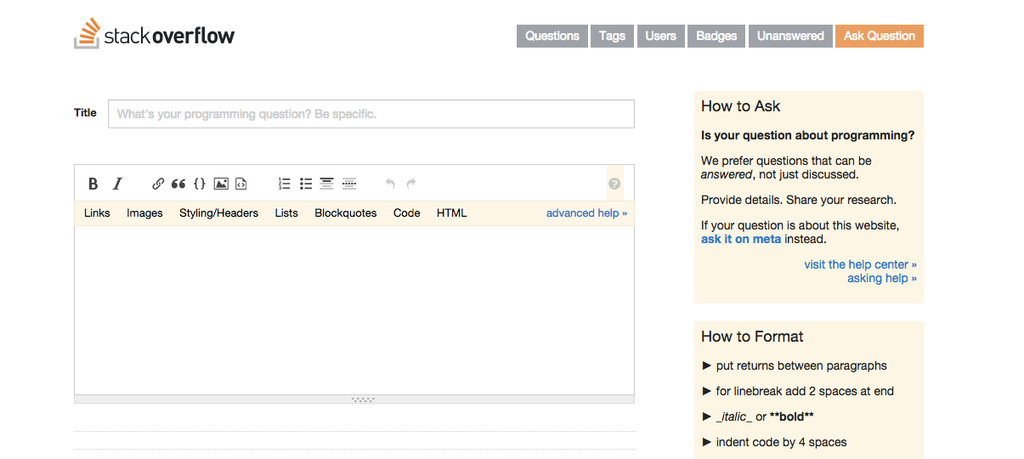 stackoverflow
Questions Tags Users Badges Unanswered Ask Question
Title What's your programming question? Be specific.
B I
Links Images Styling/Headers Lists Blockquotes Code HTML advanced help »
How to Ask
Is your question about programming?
We prefer questions that can be
answered, not just discussed.
Provide details. Share your research.
If your question is about this website,
ask it on meta instead.
visit the help center »
asking help »
How to Format
► put returns between paragraphs
► for linebreak add 2 spaces at end
► _italic_ or **bold**
► indent code by 4 spaces